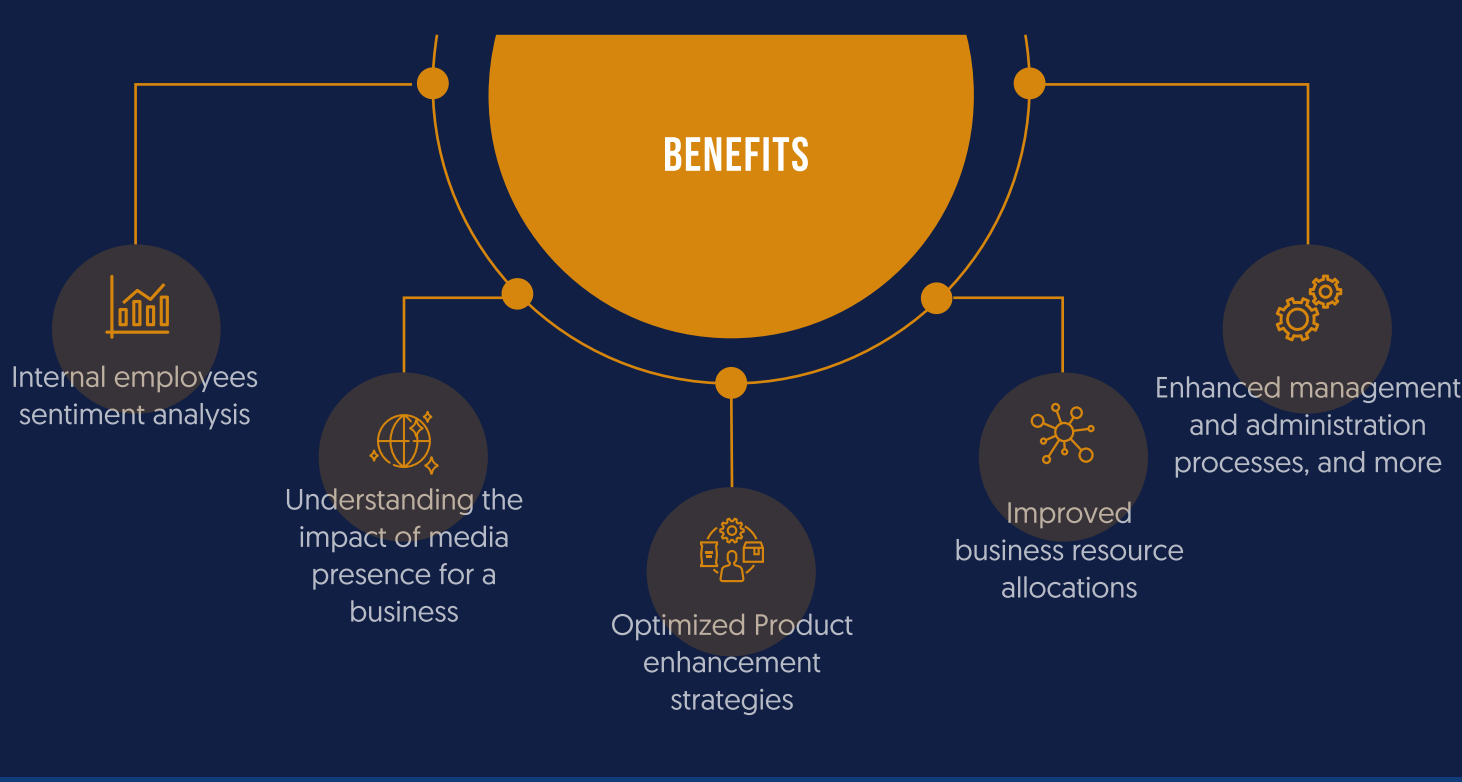 BENEFITS
Internal employees
sentiment analysis
Understanding the
impact of media
presence for a
business
Optimized Product
enhancement
strategies
Improved
business resource
allocations
Enhanced management
and administration
processes, and more